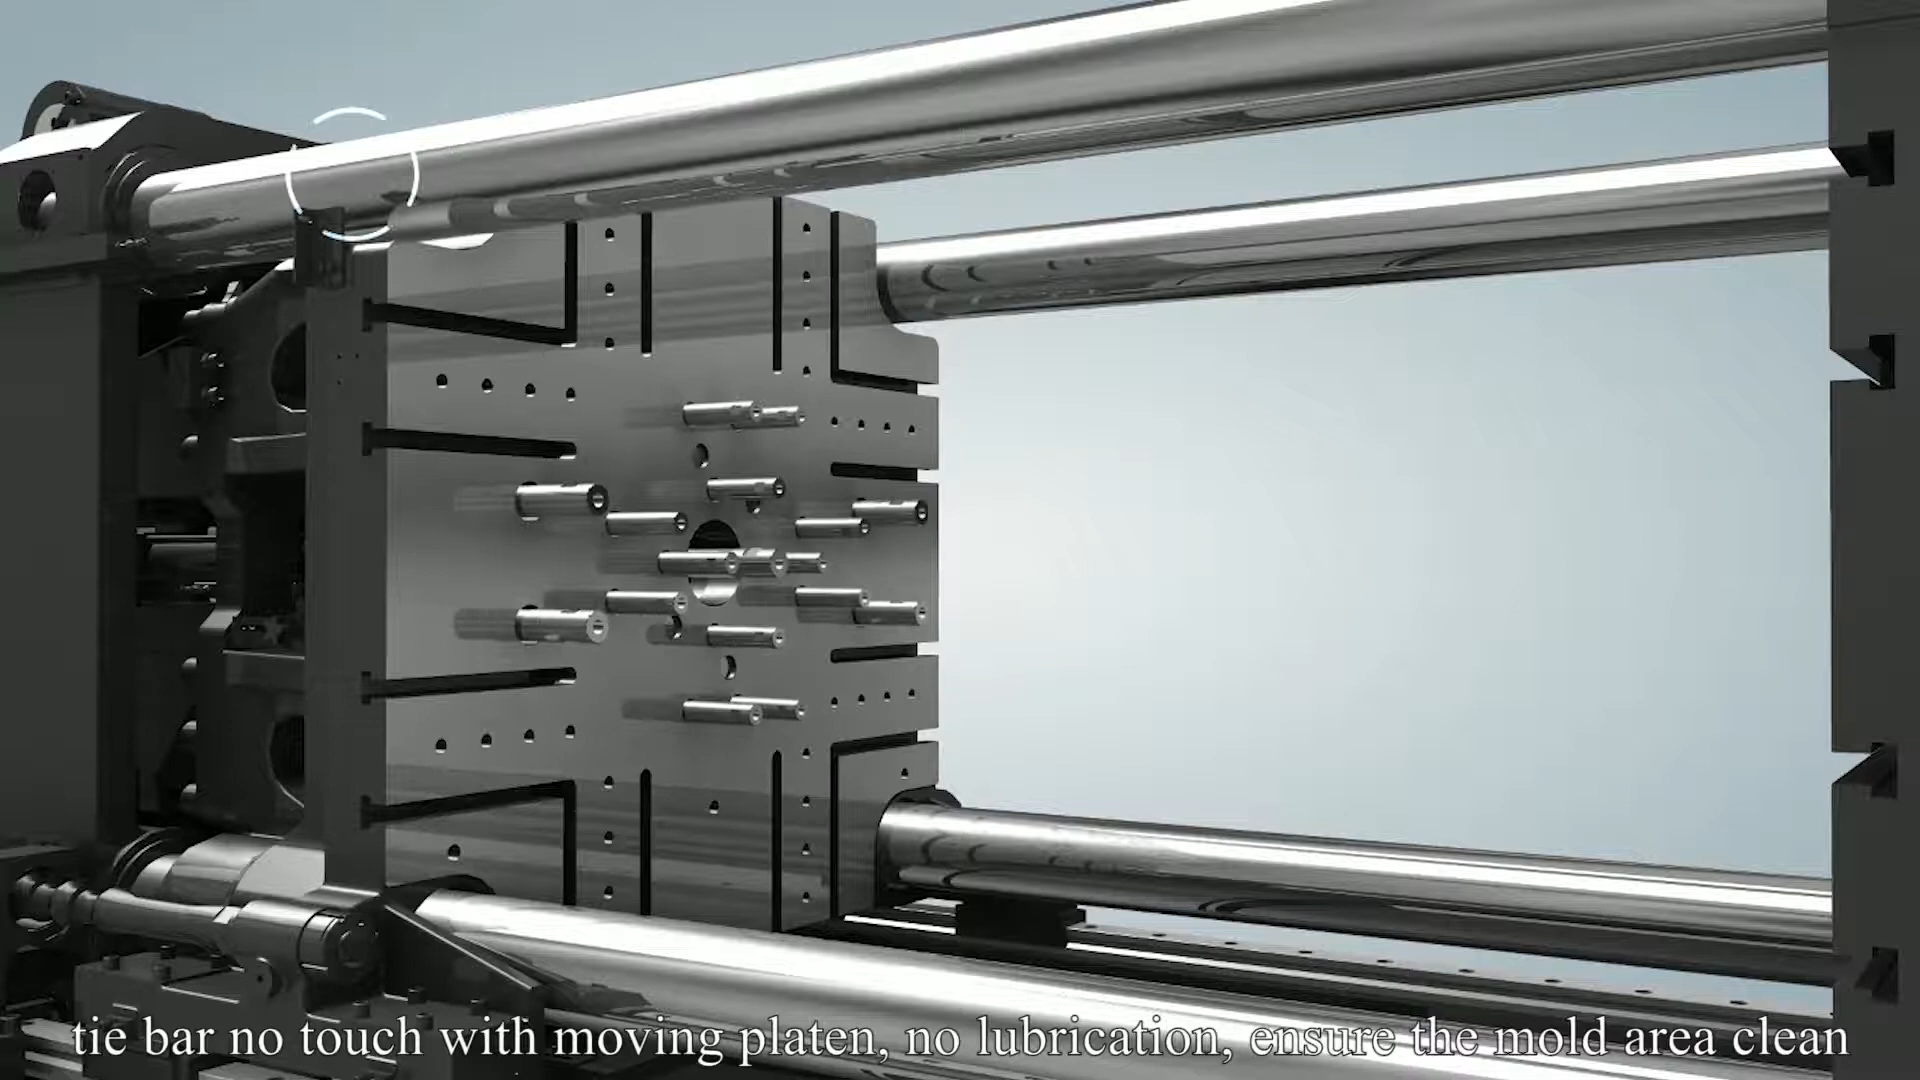 tie bar no touch with moving platen, no lubrication, ensure the mold area clean